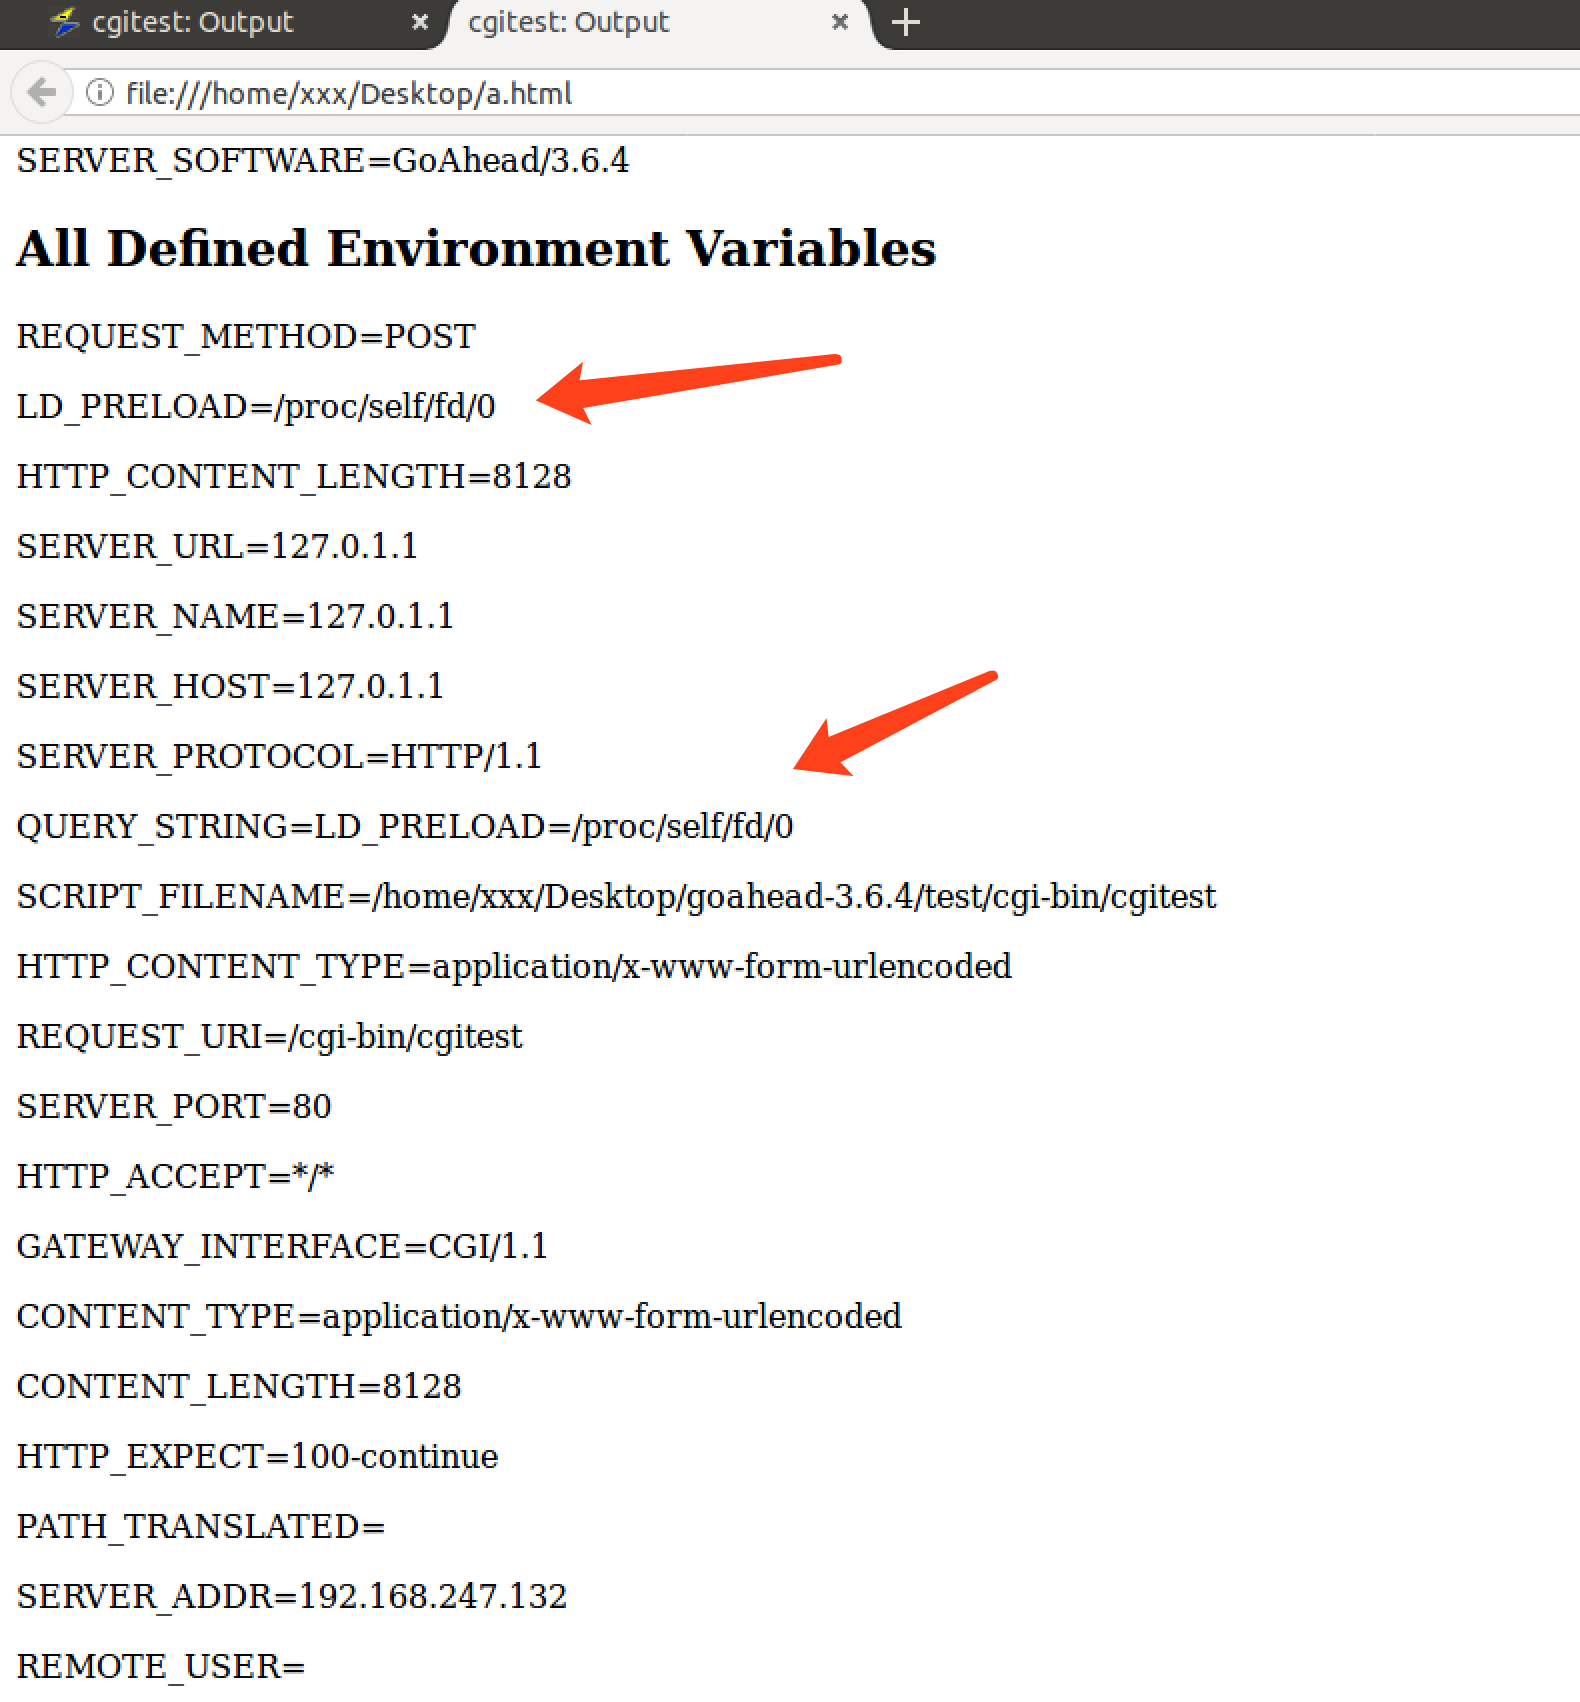 cgitest: Output
cgitest: Output
file:///home/xxx/Desktop/a.html
SERVER_SOFTWARE=GoAhead/3.6.4
All Defined Environment Variables
REQUEST_METHOD=POST
LD_PRELOAD=/proc/self/fd/0
HTTP_CONTENT_LENGTH=8128
SERVER_URL=127.0.1.1
SERVER_NAME=127.0.1.1
SERVER_HOST=127.0.1.1
SERVER_PROTOCOL=HTTP/1.1
QUERY_STRING=LD_PRELOAD=/proc/self/fd/0
SCRIPT_FILENAME=/home/xxx/Desktop/goahead-3.6.4/test/cgi-bin/cgitest
HTTP_CONTENT_TYPE=application/x-www-form-urlencoded
REQUEST_URI=/cgi-bin/cgitest
SERVER_PORT=80
HTTP_ACCEPT=*/*
GATEWAY_INTERFACE=CGI/1.1
CONTENT_TYPE=application/x-www-form-urlencoded
CONTENT_LENGTH=8128
HTTP_EXPECT=100-continue
PATH_TRANSLATED=
SERVER_ADDR=192.168.247.132
REMOTE_USER=